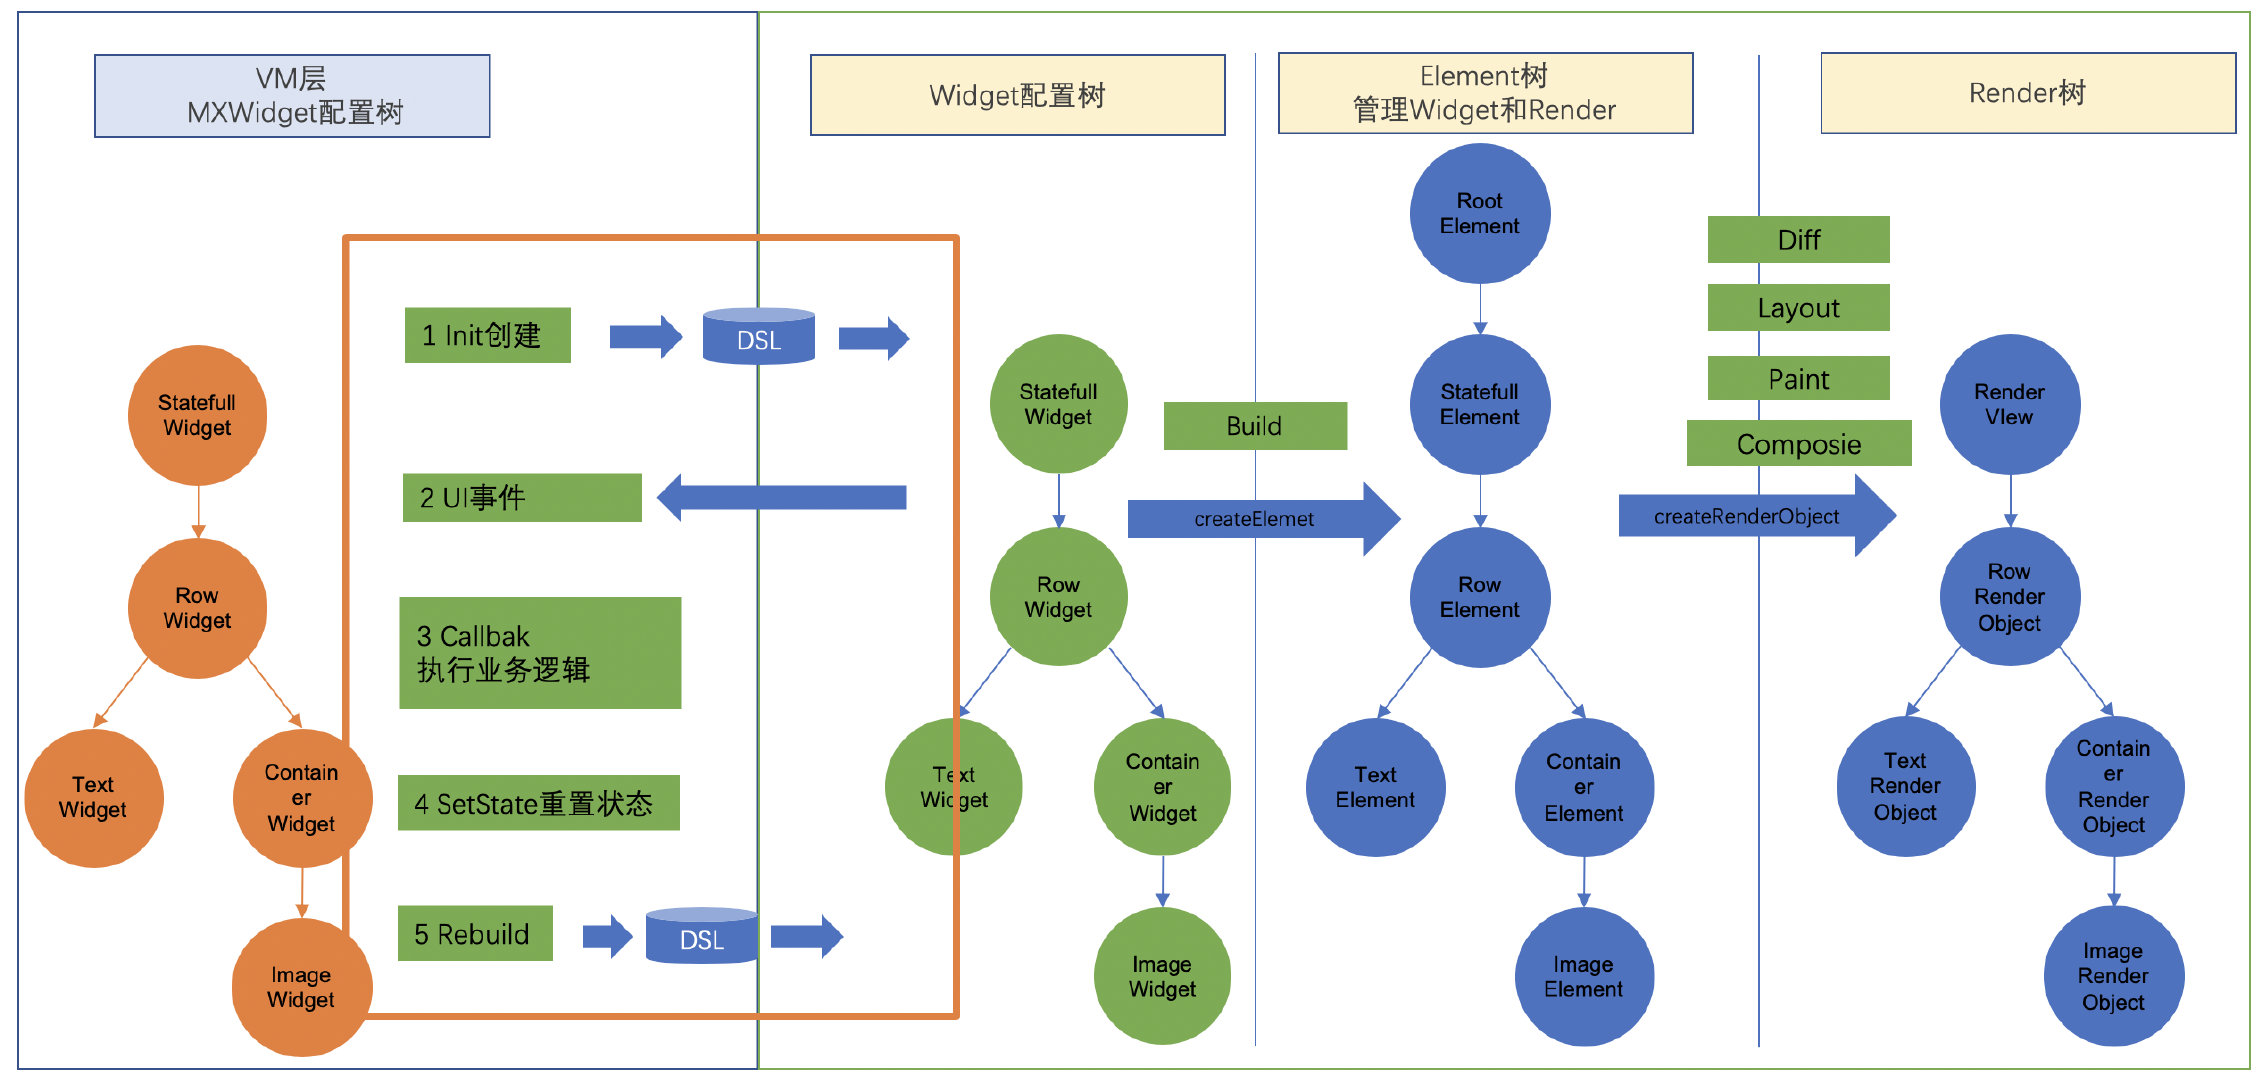 VM层
MXWidget配置树
Widget配置树
Element树
管理Widget和Render
Render树
Statefull
Widget
Row
Widget
Text
Widget
Contain
er
Widget
Image
Widget
1 Init创建
DSL
2 UI事件
3 Callbak
执行业务逻辑
4 SetState重置状态
5 Rebuild
DSL
Statefull
Widget
Row
Widget
Text
Widget
Contain
er
Widget
Image
Widget
Build
createElemet
Root
Element
Statefull
Element
Row
Element
Text
Element
Contain
er
Element
Image
Element
Diff
Layout
Paint
Composie
createRenderObject
Render
VIew
Row
Render
Object
Text
Render
Object
Contain
er
Render
Object
Image
Render
Object